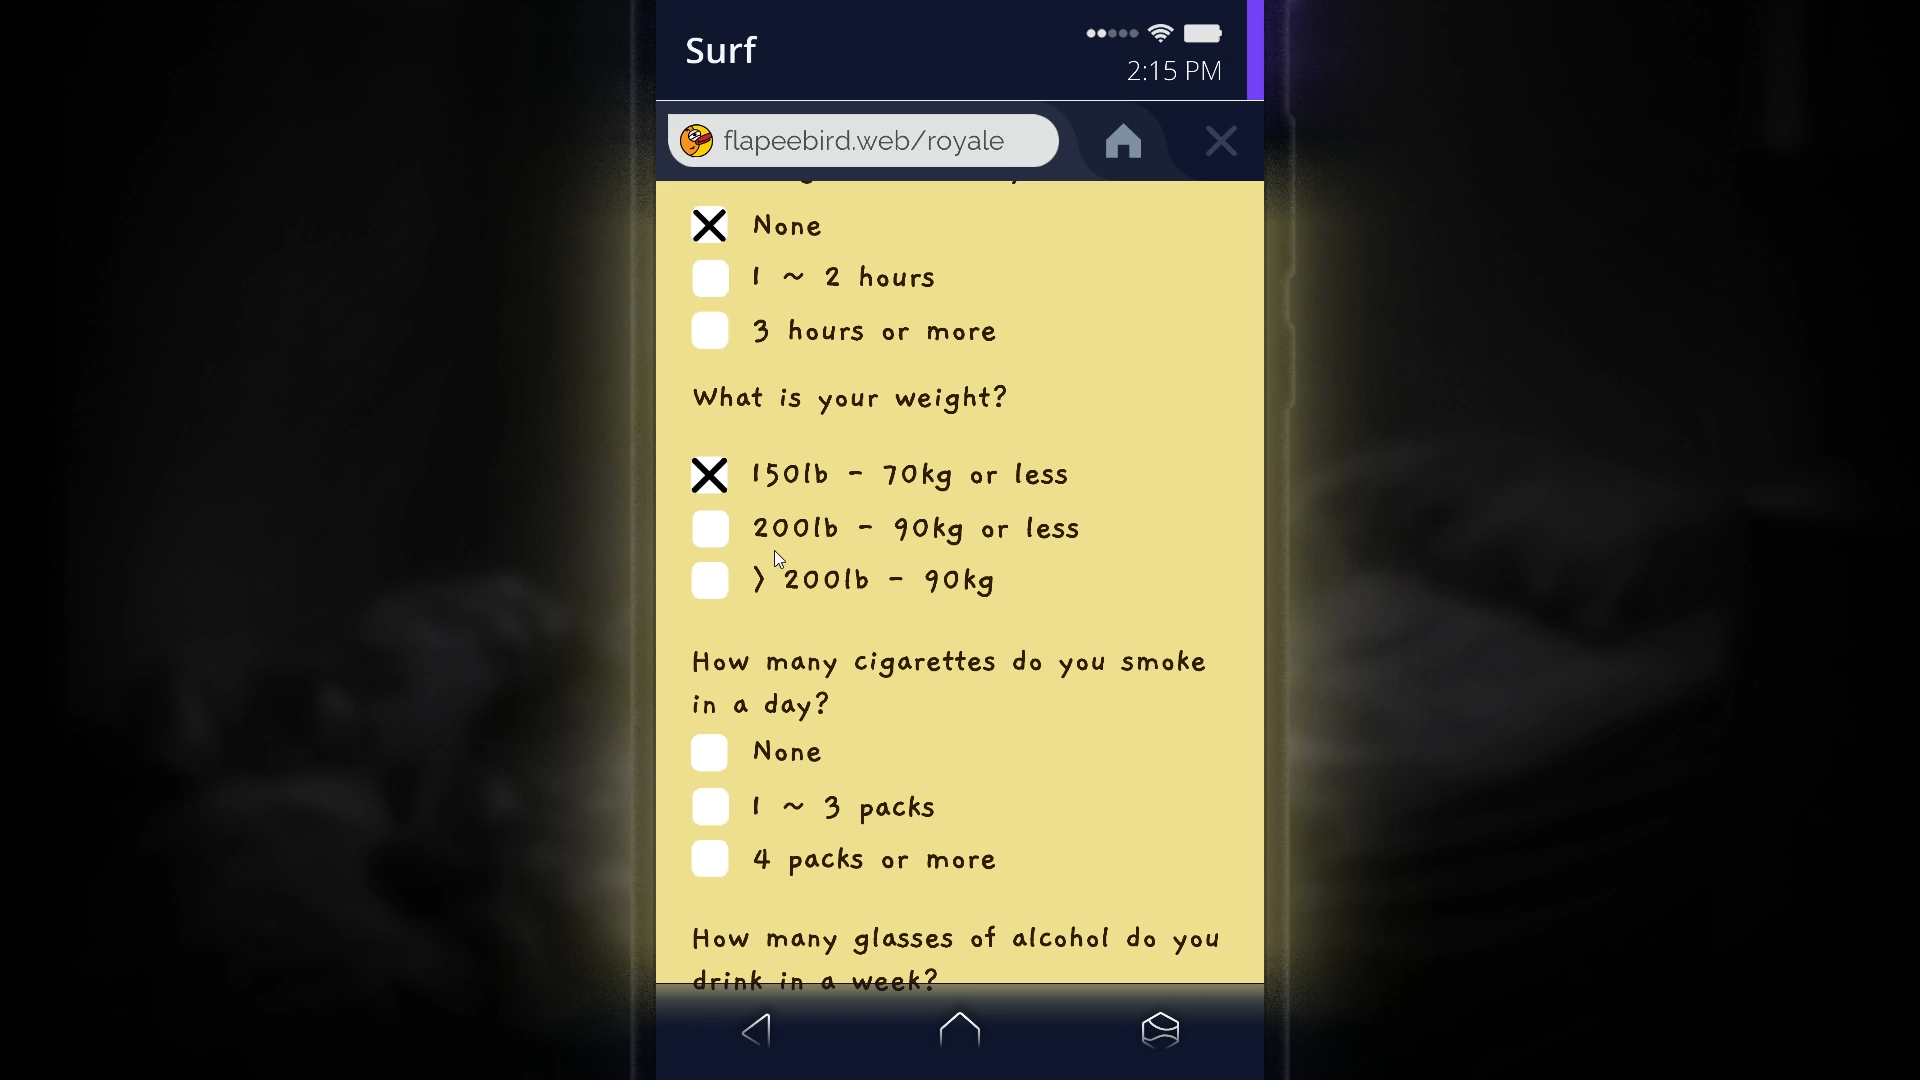 Surf
2:15 PM
flapeebird.web/royale
None
1 ~ 2 hours
3 hours or more
What is your weight?
150lb - 70kg or less
200lb - 90kg or less
> 200lb - 90kg
How many cigarettes do you smoke
in a day?
None
1 ~ 3 packs
4 packs or more
How many glasses of alcohol do you
drink in a week?